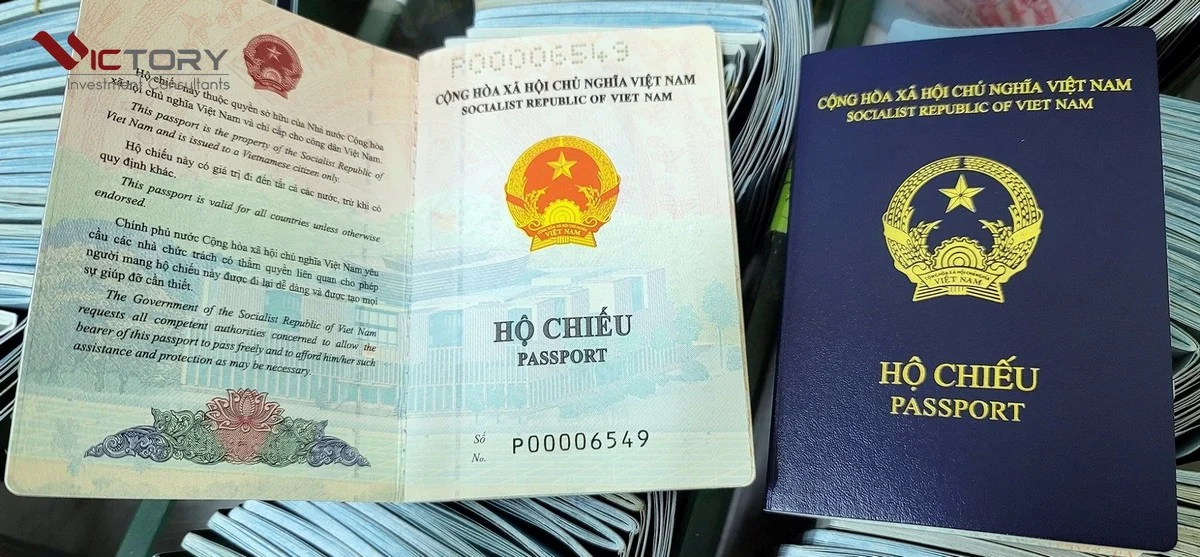 VICTORY
Investment Consultants
Hộ chiếu này thuộc quyền sở hữu của Nhà nước Cộng hòa
xã hội chủ nghĩa Việt Nam và chỉ cấp cho công dân Việt Nam.
This passport is the property of the Socialist Republic of
Viet Nam and is issued to a Vietnamese citizen only.
Hộ chiếu này có giá trị đi đến tất cả các nước, trừ khi có
quy định khác.
This passport is valid for all countries unless otherwise
endorsed.
Chính phủ nước Cộng hòa xã hội chủ nghĩa Việt Nam yêu
cầu các nhà chức trách có thẩm quyền liên quan cho phép
người mang hộ chiếu này được đi lại dễ dàng và được tạo mọi
sự giúp đỡ cần thiết.
The Government of the Socialist Republic of Viet Nam
requests all competent authorities concerned to allow the
bearer of this passport to pass freely and to afford him/her such
assistance and protection as may be necessary.
P00006549
CỘNG HÒA XÃ HỘI CHỦ NGHĨA VIỆT NAM
SOCIALIST REPUBLIC OF VIET NAM
VIỆT NAM
HỘ CHIẾU
PASSPORT
Số
No.
P00006549
CỘNG HÒA XÃ HỘI CHỦ NGHĨA VIỆT NAM
SOCIALIST REPUBLIC OF VIET NAM
CỘNG HÒA XÃ HỘI CHỦ NGHĨA
VIỆT NAM
HỘ CHIẾU
PASSPORT